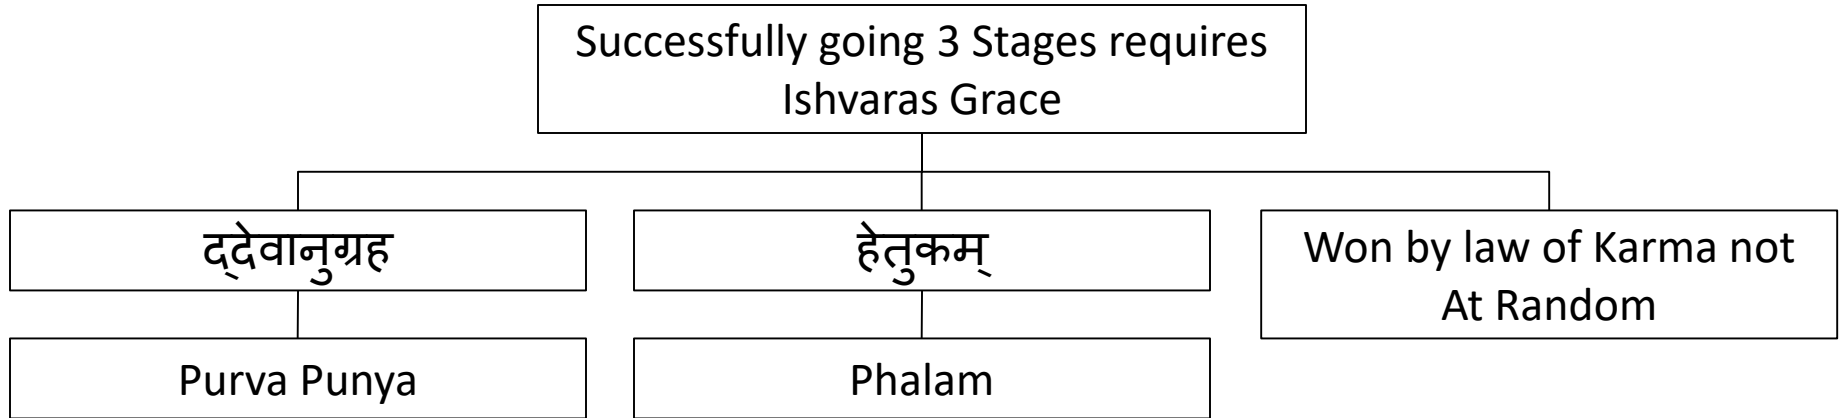 Successfully going 3 Stages requires
Ishvaras Grace
द्देवानुग्रह
हेतुकम्
Won by law of Karma not
At Random
Purva Punya
Phalam